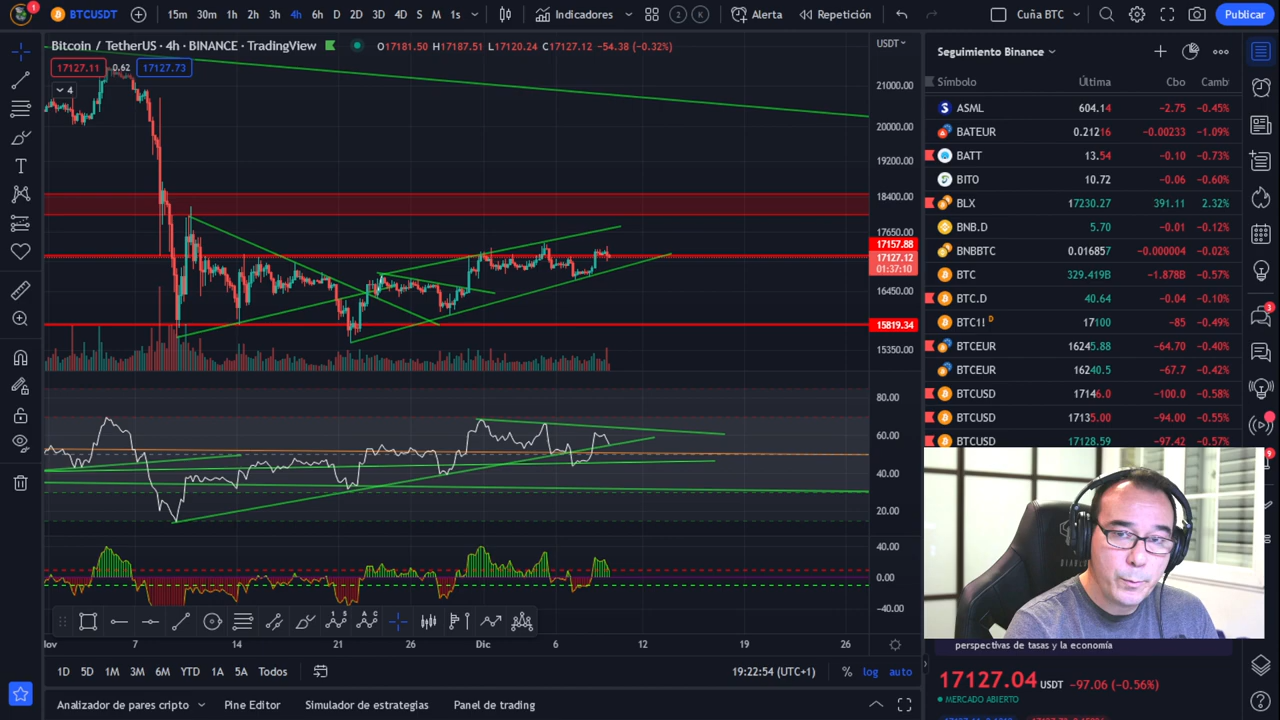 1
BTCUSDT
15m 30m 1h 2h 3h 4h 6h D 2D 3D 4D S M 1s
Indicadores
2 K
Alerta
Repetición
Cuña BTC
Publicar
Bitcoin / TetherUS · 4h · BINANCE · TradingView
O17181.50 H17187.51 L17120.24 C17127.12 −54.38 (−0.32%)
USDT
17127.11 0.62 17127.73
4
21000.00
20000.00
19200.00
18400.00
17650.00
17157.88
17127.12
01:37:10
16450.00
15819.34
15350.00
80.00
60.00
40.00
20.00
40.00
0.00
−40.00
lov 7 14 21 26 Dic 6 12 19 26
1D 5D 1M 3M 6M YTD 1A 5A Todos
19:22:54 (UTC+1)
% log auto
Analizador de pares cripto
Simulador de estrategias
Panel de trading
Seguimiento Binance
Símbolo Última Cbo Camb
ASML 604.14 −2.75 −0.45%
BATEUR 0.21216 −0.00233 −1.09%
BATT 13.54 −0.10 −0.73%
BITO 10.72 −0.06 −0.60%
BLX 17230.27 391.11 2.32%
BNB.D 5.70 −0.01 −0.12%
BNBBTC 0.016857 −0.000004 −0.02%
BTC 329.419B −1.878B −0.57%
BTC.D 40.64 −0.04 −0.10%
BTC1! D 17100 −85 −0.49%
BTCEUR 16245.88 −64.70 −0.40%
BTCEUR 16240.5 −67.7 −0.42%
BTCUSD 17146.0 −100.0 −0.58%
BTCUSD 17135.00 −94.00 −0.55%
BTCUSD 17128.59 −97.42 −0.57%
3
9
perspectivas de tasas y la economía
17127.04 USDT −97.06 (−0.56%)
MERCADO ABIERTO